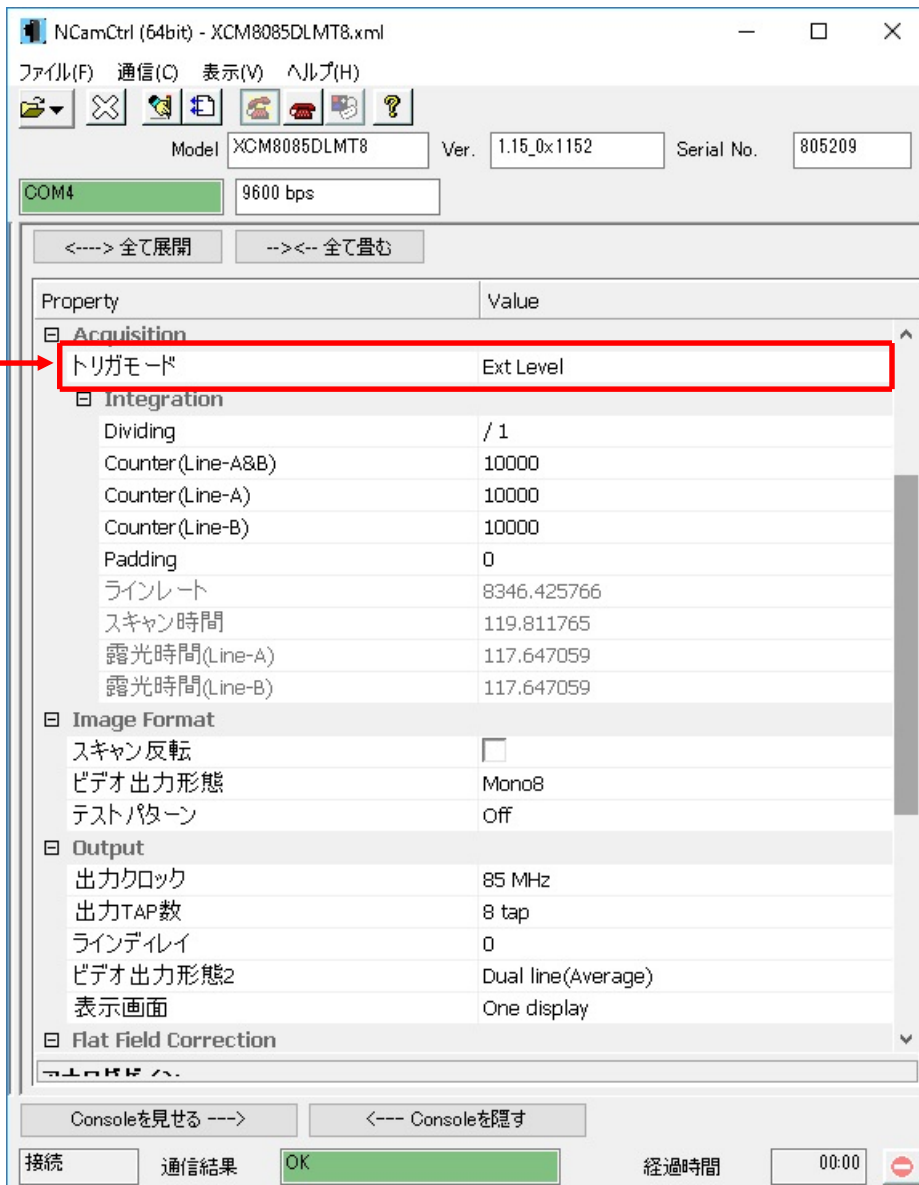 NCamCtrl (64bit) - XCM8085DLMT8.xml
ファイル(F) 通信(C) 表示(V) ヘルプ(H)
Model XCM8085DLMT8 Ver. 1.15_0x1152 Serial No. 805209
COM4 9600 bps
<----> 全て展開 --><-- 全て畳む
Property Value
Acquisition
トリガモード Ext Level
Integration
Dividing / 1
Counter(Line-A&B) 10000
Counter(Line-A) 10000
Counter(Line-B) 10000
Padding 0
ラインレート 8346.425766
スキャン時間 119.811765
露光時間(Line-A) 117.647059
露光時間(Line-B) 117.647059
Image Format
スキャン反転
ビデオ出力形態 Mono8
テストパターン Off
Output
出力クロック 85 MHz
出力TAP数 8 tap
ラインディレイ 0
ビデオ出力形態2 Dual line(Average)
表示画面 One display
Flat Field Correction
Consoleを見せる ---> <--- Consoleを隠す
接続 通信結果 OK 経過時間 00:00